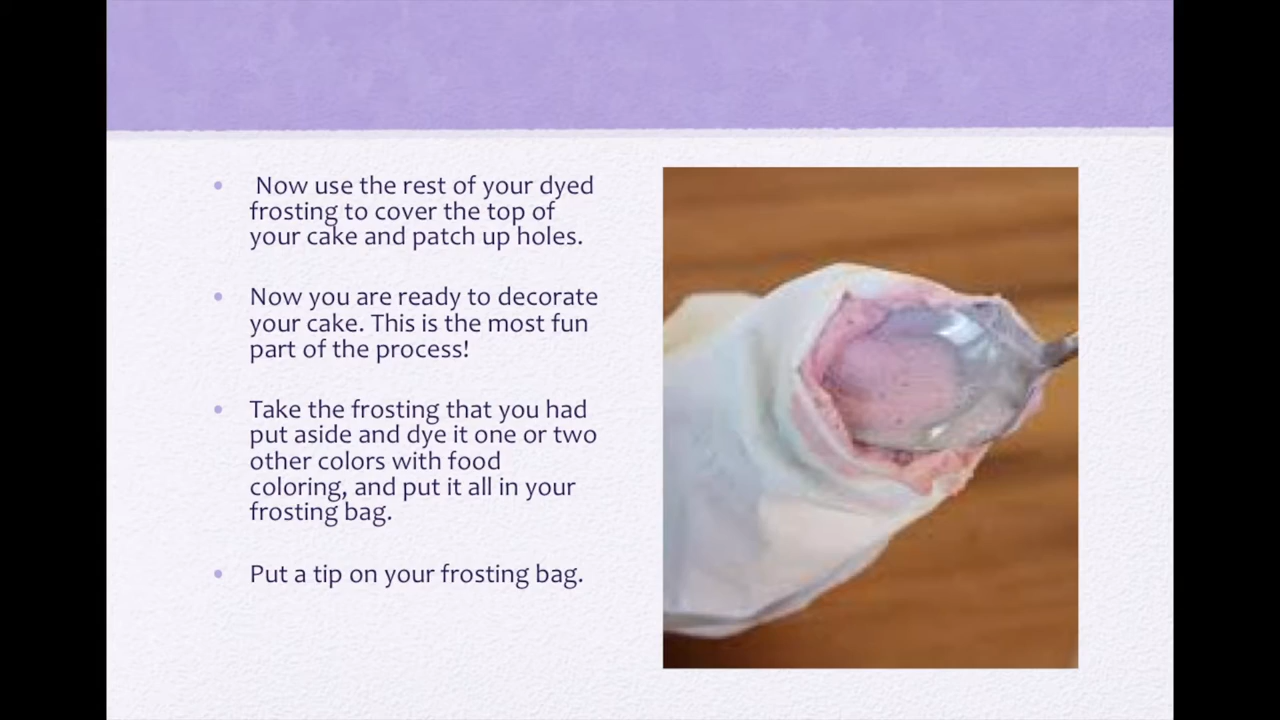 • Now use the rest of your dyed
frosting to cover the top of
your cake and patch up holes.
• Now you are ready to decorate
your cake. This is the most fun
part of the process!
• Take the frosting that you had
put aside and dye it one or two
other colors with food
coloring, and put it all in your
frosting bag.
• Put a tip on your frosting bag.